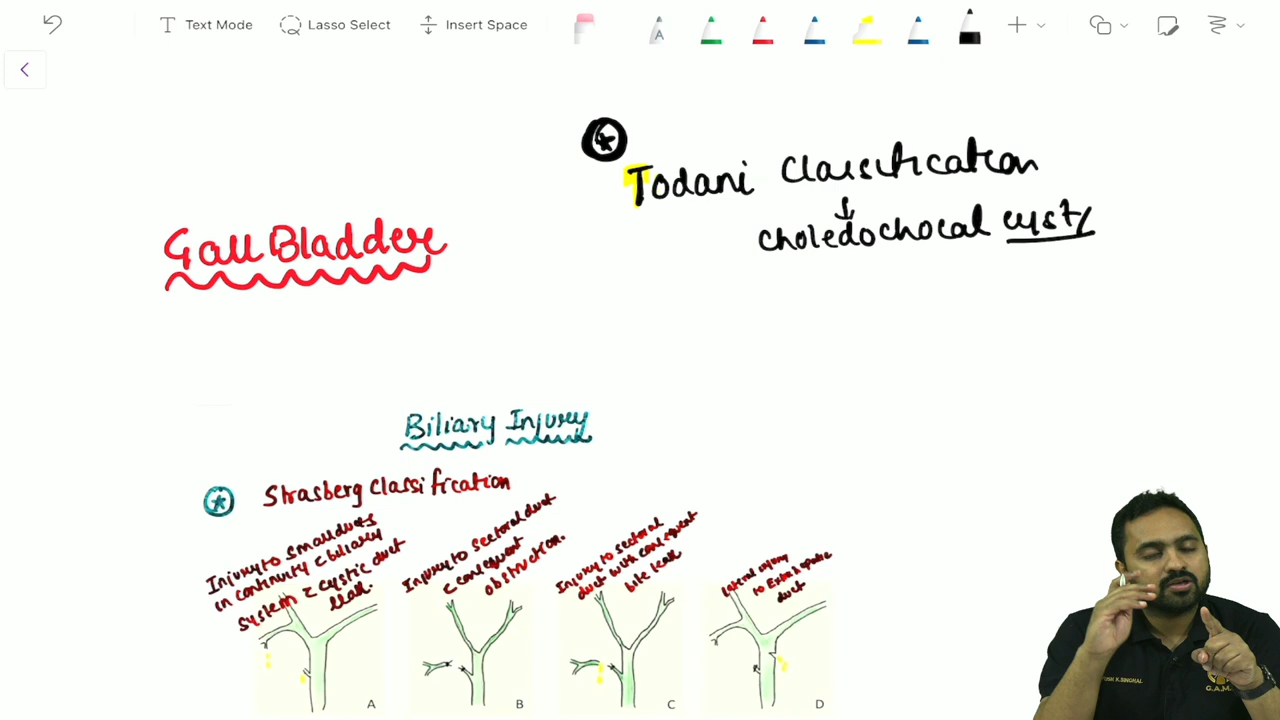 Text Mode
Lasso Select
Insert Space
A
Todani Classification
choledochocal cyst
Gall Bladder
Biliary Injury
Strasberg Classification
Injury to small ducts
in continuity c biliary
system c cystic duct
leak.
Injury to sectoral duct
c consequent
obstruction.
Injury to sectoral
duct with consequent
bile leak
lateral injury
to Extrahepatic
duct
A
B
C
D
K.SINGHAL
G.A.M.